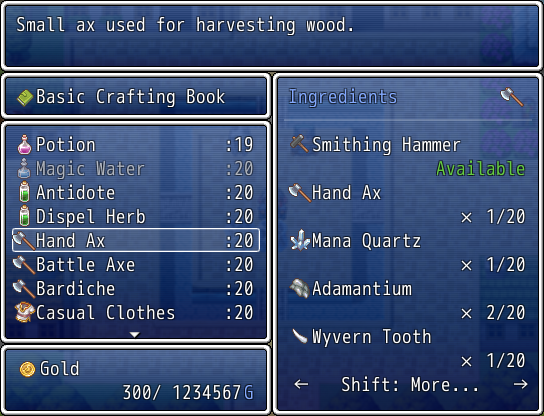 Small ax used for harvesting wood.
Basic Crafting Book
Potion :19
Magic Water :20
Antidote :20
Dispel Herb :20
Hand Ax :20
Battle Axe :20
Bardiche :20
Casual Clothes :20
Gold
300/ 1234567G
Ingredients
Smithing Hammer
Available
Hand Ax
× 1/20
Mana Quartz
× 1/20
Adamantium
× 2/20
Wyvern Tooth
× 1/20
← Shift: More... →